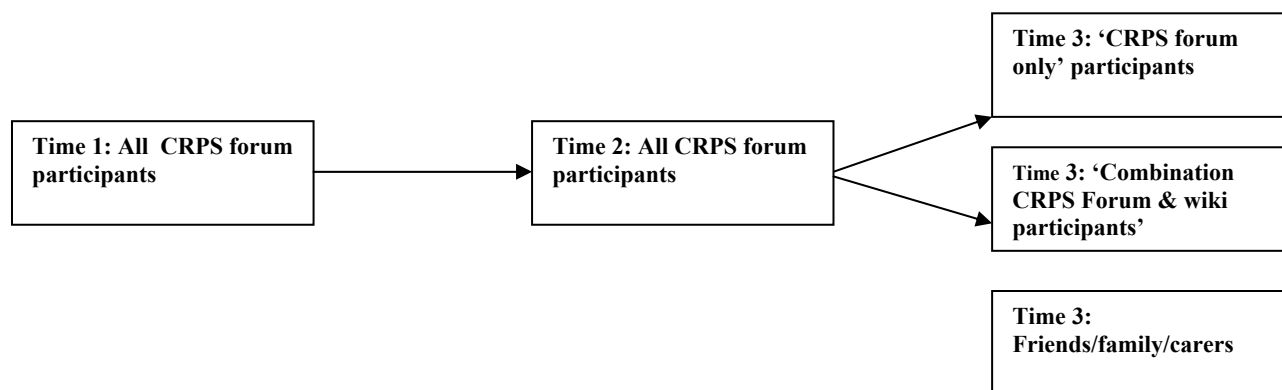 Time 1: All CRPS forum
participants
Time 2: All CRPS forum
participants
Time 3: ‘CRPS forum
only’ participants
Time 3: ‘Combination
CRPS Forum & wiki
participants’
Time 3:
Friends/family/carers